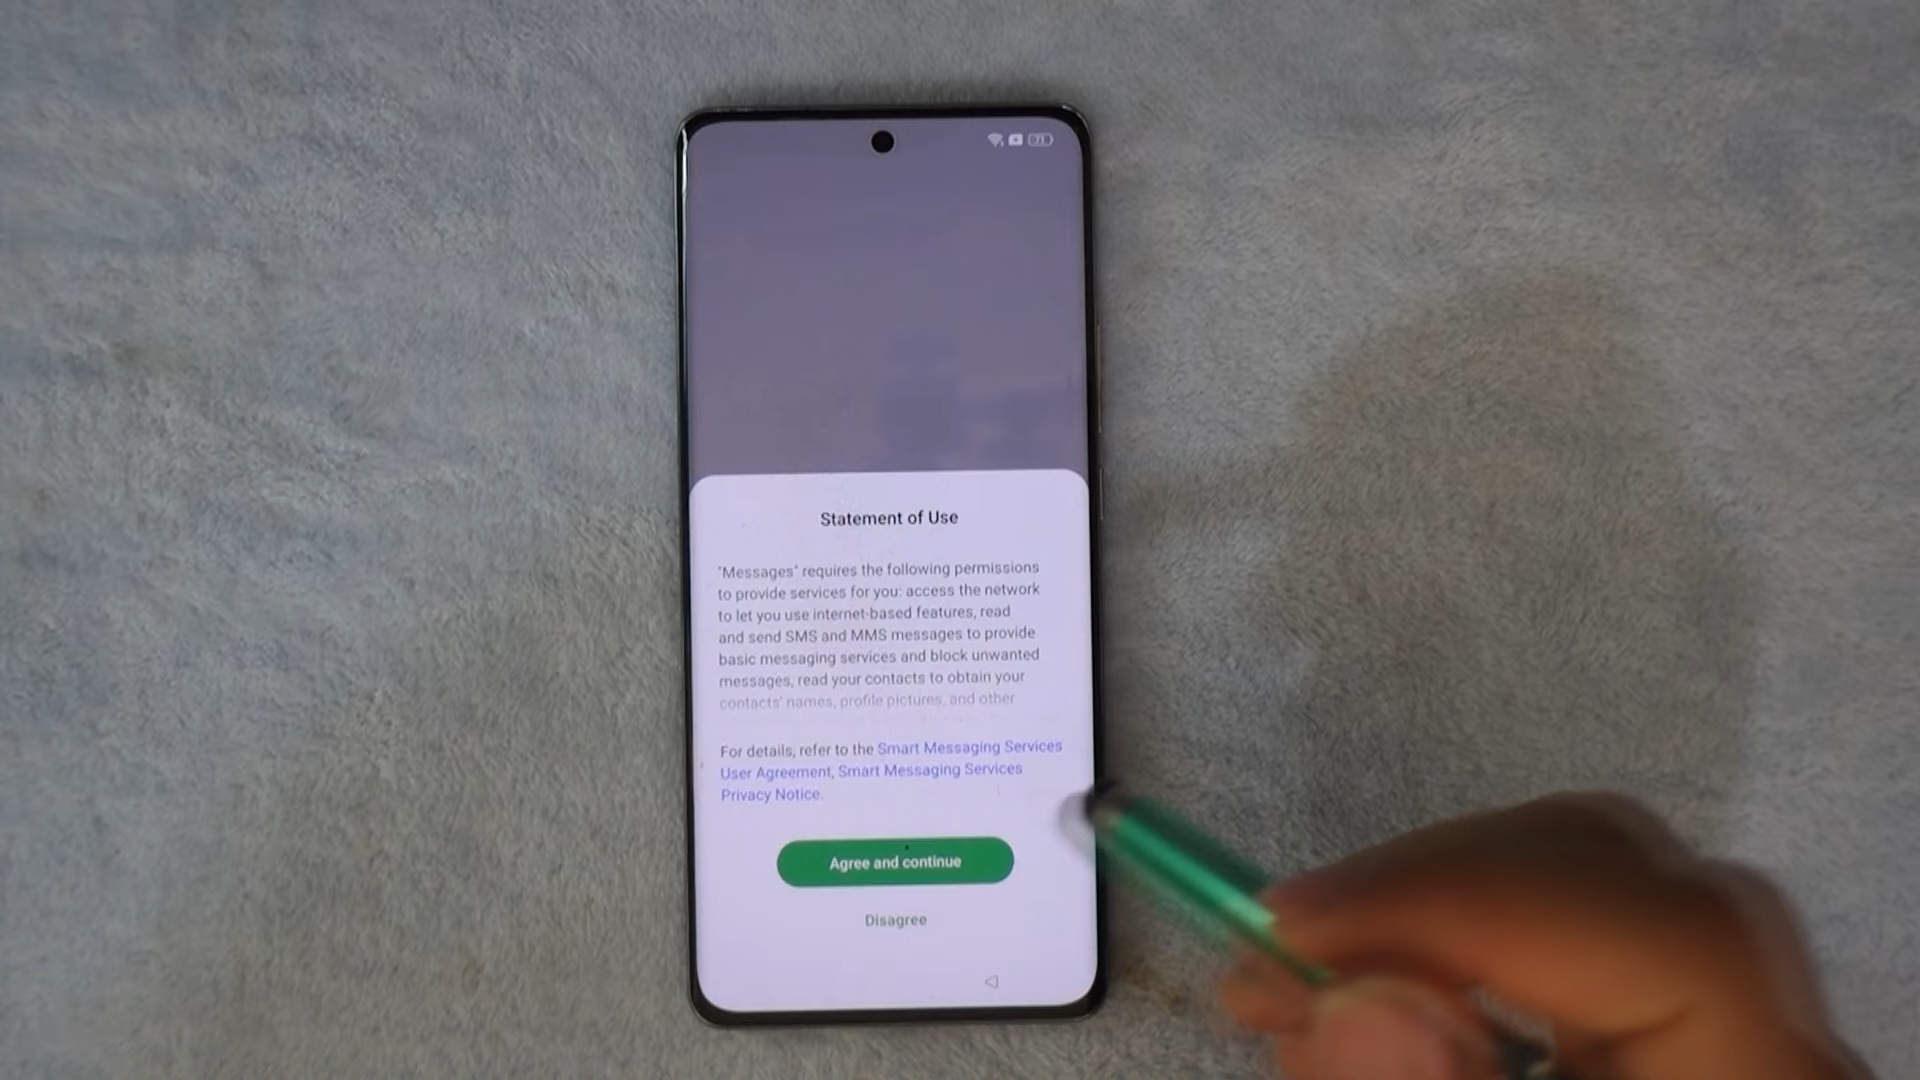 71
Statement of Use
"Messages" requires the following permissions
to provide services for you: access the network
to let you use internet-based features, read
and send SMS and MMS messages to provide
basic messaging services and block unwanted
messages, read your contacts to obtain your
contacts' names, profile pictures, and other
For details, refer to the Smart Messaging Services
User Agreement, Smart Messaging Services
Privacy Notice.
Agree and continue
Disagree